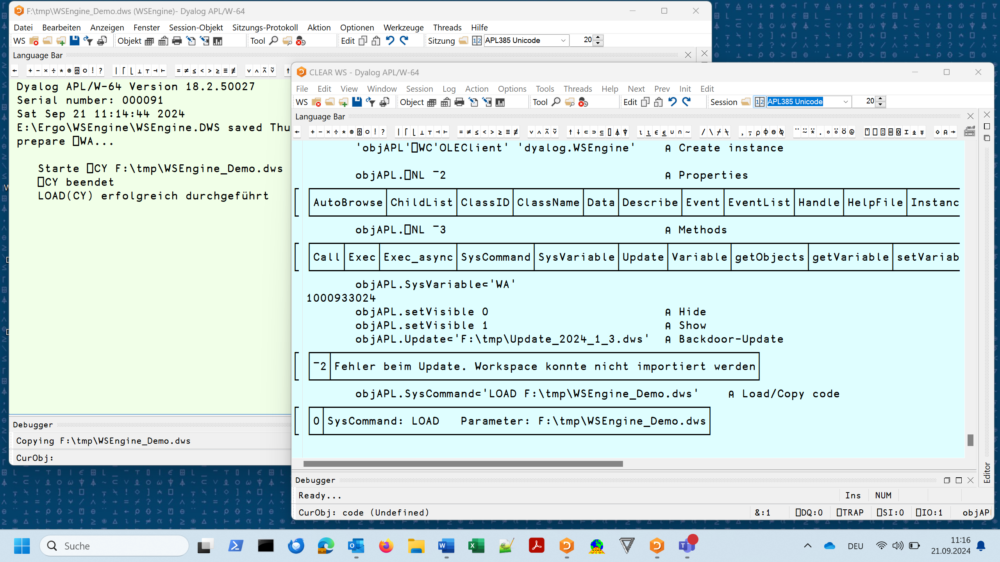 F:\tmp\WSEngine_Demo.dws (WSEngine)- Dyalog APL/W-64
Datei Bearbeiten Anzeigen Fenster Session-Objekt Sitzungs-Protokoll Aktion Optionen Werkzeuge Threads Hilfe
WS Objekt Tool Edit Sitzung APL385 Unicode 20
Language Bar
← + - × ÷ * ⍟ ⌹ ○ ! ? | ⌈ ⌊ ⊥ ⊤ ⊣ ⊢ = ≠ ≤ < > ≥ ≡ ≢ ∨ ∧ ⍲ ⍱ ↑
Dyalog APL/W-64 Version 18.2.50027
Serial number: 000091
Sat Sep 21 11:14:44 2024
E:\Ergo\WSEngine\WSEngine.DWS saved Thu
prepare ⎕WA...
Starte ⎕CY F:\tmp\WSEngine_Demo.dws
⎕CY beendet
LOAD(CY) erfolgreich durchgeführt
Debugger
Copying F:\tmp\WSEngine_Demo.dws
CurObj:
CLEAR WS - Dyalog APL/W-64
File Edit View Window Session Log Action Options Tools Threads Help Next Prev Init Edit
WS Object Tool Edit Session APL385 Unicode 20
Language Bar
← + - × ÷ * ⍟ ⌹ ○ ! ? | ⌈ ⌊ ⊥ ⊤ ⊣ ⊢ = ≠ ≤ < > ≥ ≡ ≢ ∨ ∧ ⍲ ⍱ ↑ ↓ ⊂ ⊃ ⊆ ⌷ ⍋ ⍒ ⍳ ⍸ ∊ ⍷ ∪ ∩ ~ / \ ⌿ ⍀ , ⍪ ⍴ ⌽ ⊖ ⍉ ¨ ⍨ ⍣ . ∘ ⍤ ⍥ @ ⍞ ⎕ ⍠ ⌸ ⌺ ⌶ ⍎ ⍕ ⋄ ⍝ →
'objAPL'⎕WC'OLEClient' 'dyalog.WSEngine' ⍝ Create instance
objAPL.⎕NL ¯2 ⍝ Properties
AutoBrowse ChildList ClassID ClassName Data Describe Event EventList Handle HelpFile Instanc
objAPL.⎕NL ¯3 ⍝ Methods
Call Exec Exec_async SysCommand SysVariable Update Variable getObjects getVariable setVariab
objAPL.SysVariable⊂'WA'
1000933024
objAPL.setVisible 0 ⍝ Hide
objAPL.setVisible 1 ⍝ Show
objAPL.Update⊂'F:\tmp\Update_2024_1_3.dws' ⍝ Backdoor-Update
¯2 Fehler beim Update. Workspace konnte nicht importiert werden
objAPL.SysCommand⊂'LOAD F:\tmp\WSEngine_Demo.dws' ⍝ Load/Copy code
0 SysCommand: LOAD Parameter: F:\tmp\WSEngine_Demo.dws
Editor
Debugger
Ready... Ins NUM
CurObj: code (Undefined) &:1 ⎕DQ:0 ⎕TRAP ⎕SI:0 ⎕IO:1 objAP
Suche
DEU
11:16
21.09.2024